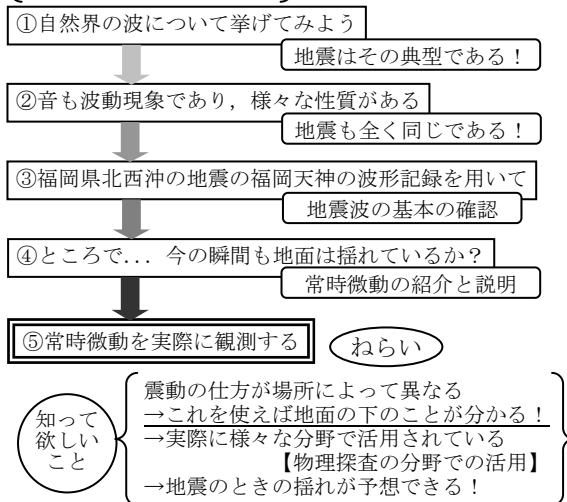 ①自然界の波について挙げてみよう
地震はその典型である！
②音も波動現象であり，様々な性質がある
地震も全く同じである！
③福岡県北西沖の地震の福岡天神の波形記録を用いて
地震波の基本の確認
④ところで... 今の瞬間も地面は揺れているか？
常時微動の紹介と説明
⑤常時微動を実際に観測する
ねらい
知って
欲しい
こと
震動の仕方が場所によって異なる
→これを使えば地面の下のことが分かる！
→実際に様々な分野で活用されている
【物理探査の分野での活用】
→地震のときの揺れが予想できる！